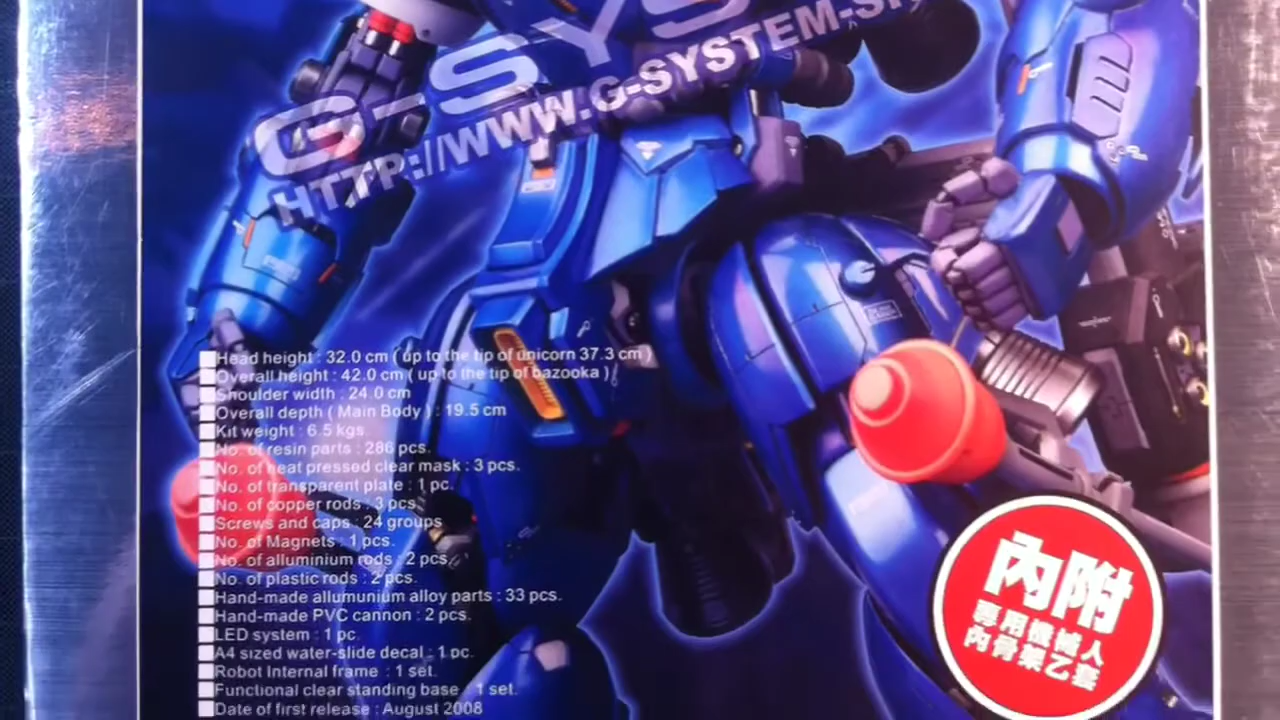 G-SYS
HTTP://WWW.G-SYSTEM-SI
Head height : 32.0 cm ( up to the tip of unicorn 37.3 cm )
Overall height : 42.0 cm ( up to the tip of bazooka )
Shoulder width : 24.0 cm
Overall depth ( Main Body ) : 19.5 cm
Kit weight : 6.5 kgs.
No. of resin parts : 286 pcs.
No. of heat pressed clear mask : 3 pcs.
No. of transparent plate : 1 pc.
No. of copper rods : 3 pcs.
Screws and caps : 24 groups
No. of Magnets : 1 pcs.
No. of alluminium rods : 2 pcs.
No. of plastic rods : 2 pcs.
Hand-made allumunium alloy parts : 33 pcs.
Hand-made PVC cannon : 2 pcs.
LED system : 1 pc.
A4 sized water-slide decal : 1 pc.
Robot Internal frame : 1 set.
Functional clear standing base : 1 set.
Date of first release : August 2008
內附
專用機械人
內骨架乙套